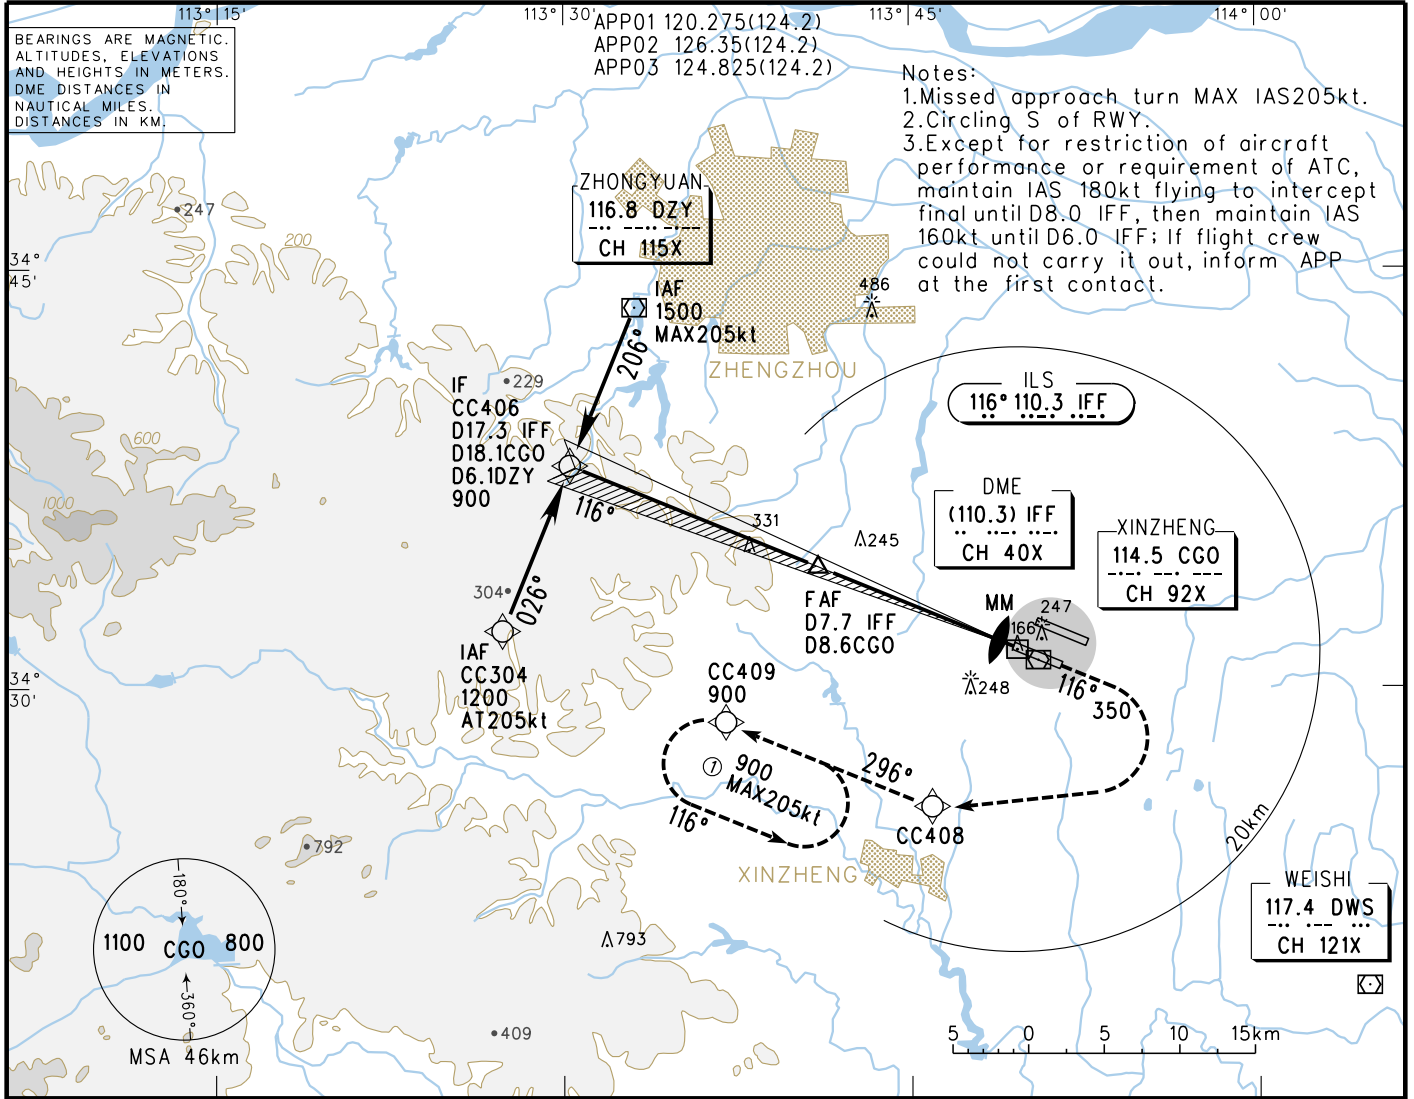 113° 15'
113° 30'
113° 45'
114° 00'
BEARINGS ARE MAGNETIC.
ALTITUDES, ELEVATIONS
AND HEIGHTS IN METERS.
DME DISTANCES IN
NAUTICAL MILES.
DISTANCES IN KM.
APP01 120.275(124.2)
APP02 126.35(124.2)
APP03 124.825(124.2)
Notes:
1.Missed approach turn MAX IAS205kt.
2.Circling S of RWY.
3.Except for restriction of aircraft
performance or requirement of ATC,
maintain IAS 180kt flying to intercept
final until D8.0 IFF, then maintain IAS
160kt until D6.0 IFF; If flight crew
could not carry it out, inform APP
at the first contact.
ZHONGYUAN
116.8 DZY
CH 115X
247
200
34°
45'
IAF
1500
MAX205kt
486
206°
ZHENGZHOU
229
IF
CC406
D17.3 IFF
D18.1CGO
D6.1DZY
900
ILS
116° 110.3 IFF
600
1000
116°
331
245
DME
(110.3) IFF
CH 40X
XINZHENG
114.5 CGO
CH 92X
304
026°
FAF
D7.7 IFF
D8.6CGO
MM
247
166
IAF
CC304
1200
AT205kt
34°
30'
CC409
900
248
116°
350
1
900
MAX205kt
296°
116°
CC408
20km
792
XINZHENG
WEISHI
117.4 DWS
CH 121X
180°
1100 CGO 800
360°
MSA 46km
793
409
5 0 5 10 15km